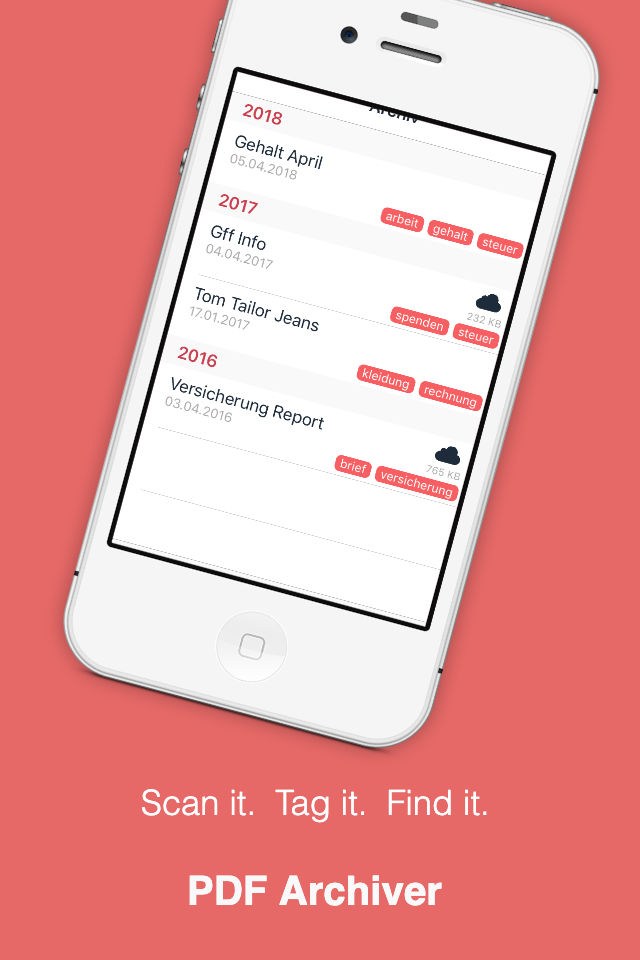 Archiv
2018
Gehalt April
05.04.2018
arbeit gehalt steuer
2017
Gff Info
04.04.2017
232 KB
spenden steuer
Tom Tailor Jeans
17.01.2017
kleidung rechnung
2016
Versicherung Report
03.04.2016
765 KB
brief versicherung
Scan it. Tag it. Find it.
PDF Archiver